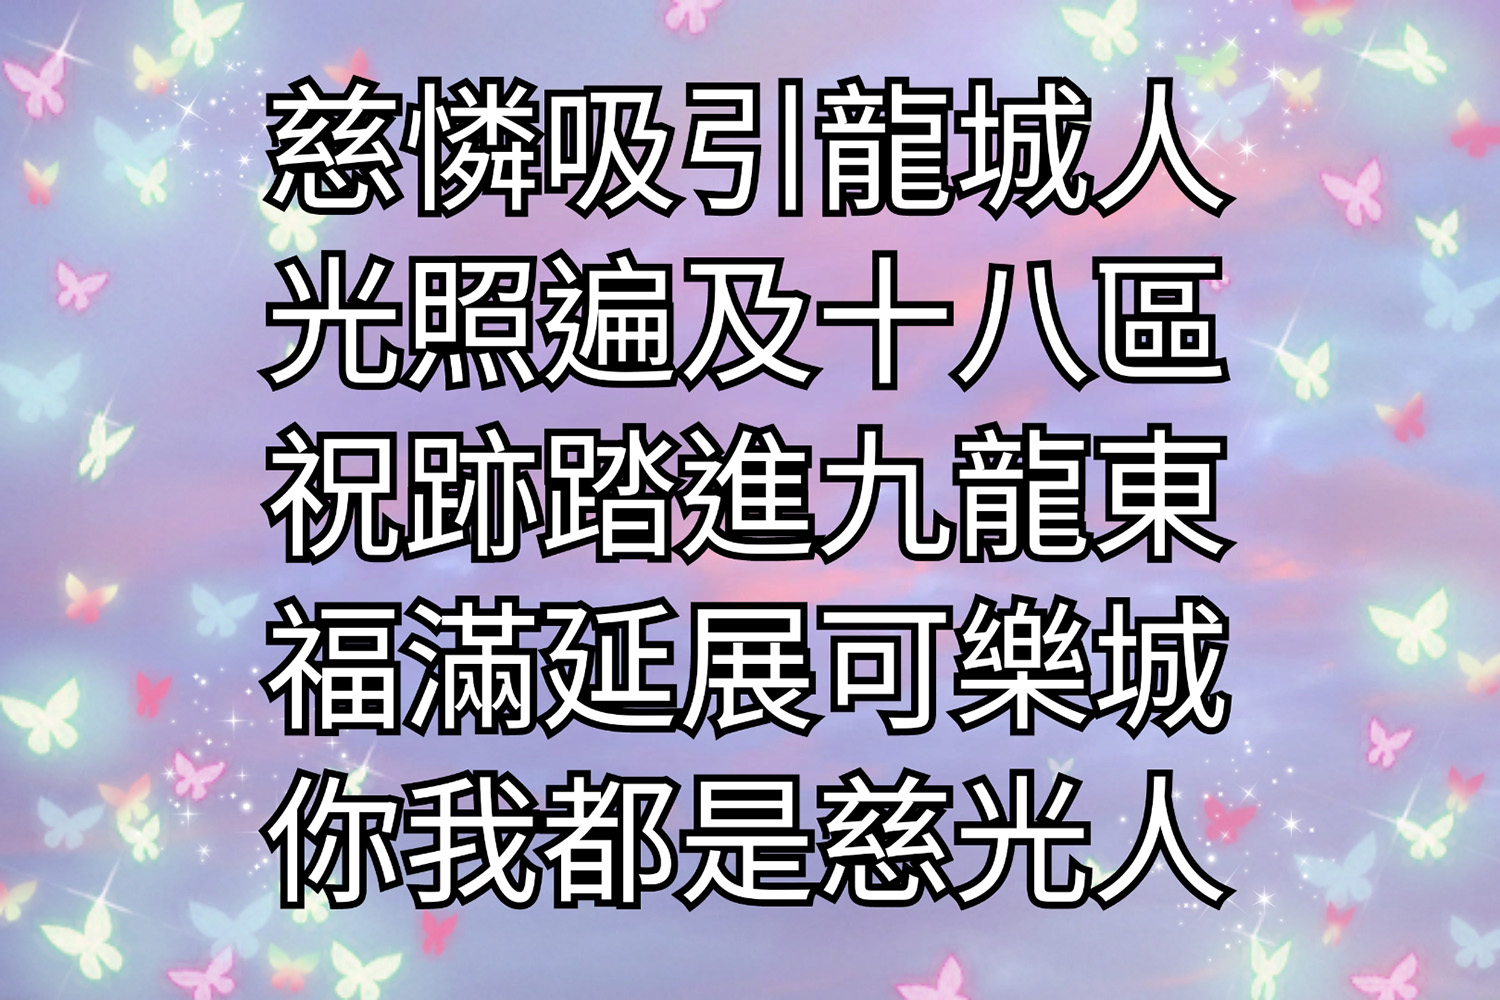 慈憐吸引龍城人
光照遍及十八區
祝跡踏進九龍東
福滿延展可樂城
你我都是慈光人